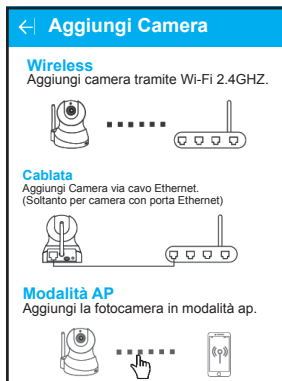 Aggiungi Camera
Wireless
Aggiungi camera tramite Wi-Fi 2.4GHZ.
Cablata
Aggiungi Camera via cavo Ethernet.
(Soltanto per camera con porta Ethernet)
Modalità AP
Aggiungi la fotocamera in modalità ap.